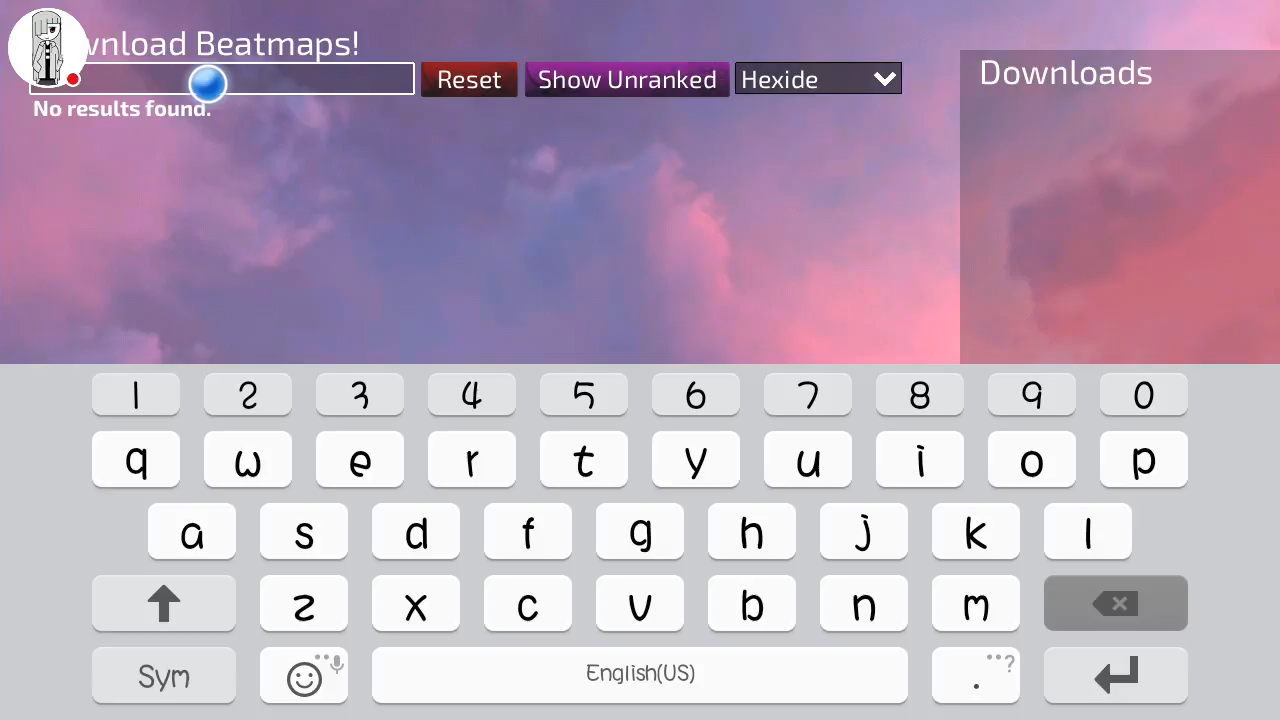 wnload Beatmaps!
Reset
Show Unranked
Hexide
Downloads
No results found.
1 2 3 4 5 6 7 8 9 0
q w e r t y u i o p
a s d f g h j k l
z x c v b n m
Sym
English(US)
. ?